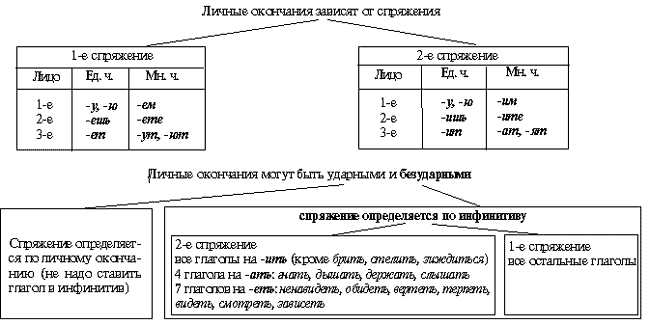 Личные окончания зависят от спряжения
1-е спряжение
Лицо Ед. ч. Мн. ч.
1-е -у, -ю -ем
2-е -ешь -ете
3-е -ет -ут, -ют
2-е спряжение
Лицо Ед. ч. Мн. ч.
1-е -у, -ю -им
2-е -ишь -ите
3-е -ит -ат, -ят
Личные окончания могут быть ударными и безударными
Спряжение определяет-
ся по личному оконча-
нию (не надо ставить
глагол в инфинитив)
спряжение определяется по инфинитиву
2-е спряжение
все глаголы на -ить (кроме брить, стелить, зиждиться)
4 глагола на -ать: гнать, дышать, держать, слышать
7 глаголов на -еть: ненавидеть, обидеть, вертеть, терпеть,
видеть, смотреть, зависеть
1-е спряжение
все остальные глаголы